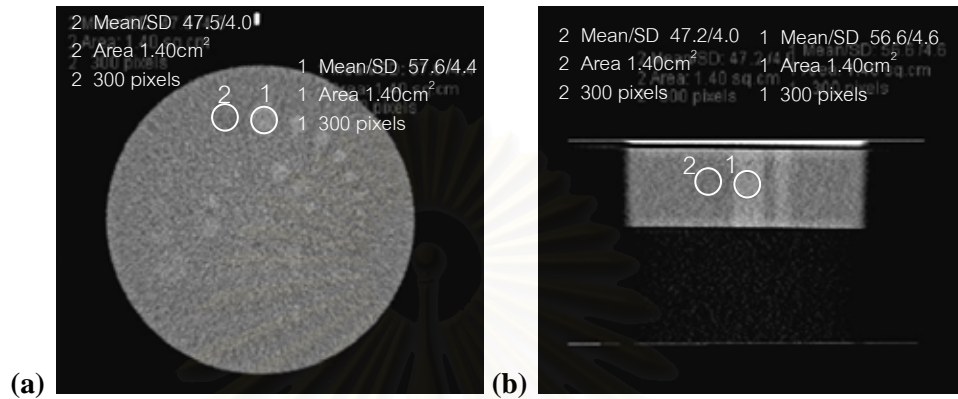 2 Mean/SD 47.5/4.0
2 Area 1.40cm²
2 300 pixels
1 Mean/SD 57.6/4.4
1 Area 1.40cm²
1 300 pixels
2 1
(a)
2 Mean/SD 47.2/4.0
2 Area 1.40cm²
2 300 pixels
1 Mean/SD 56.6/4.6
1 Area 1.40cm²
1 300 pixels
2 1
(b)